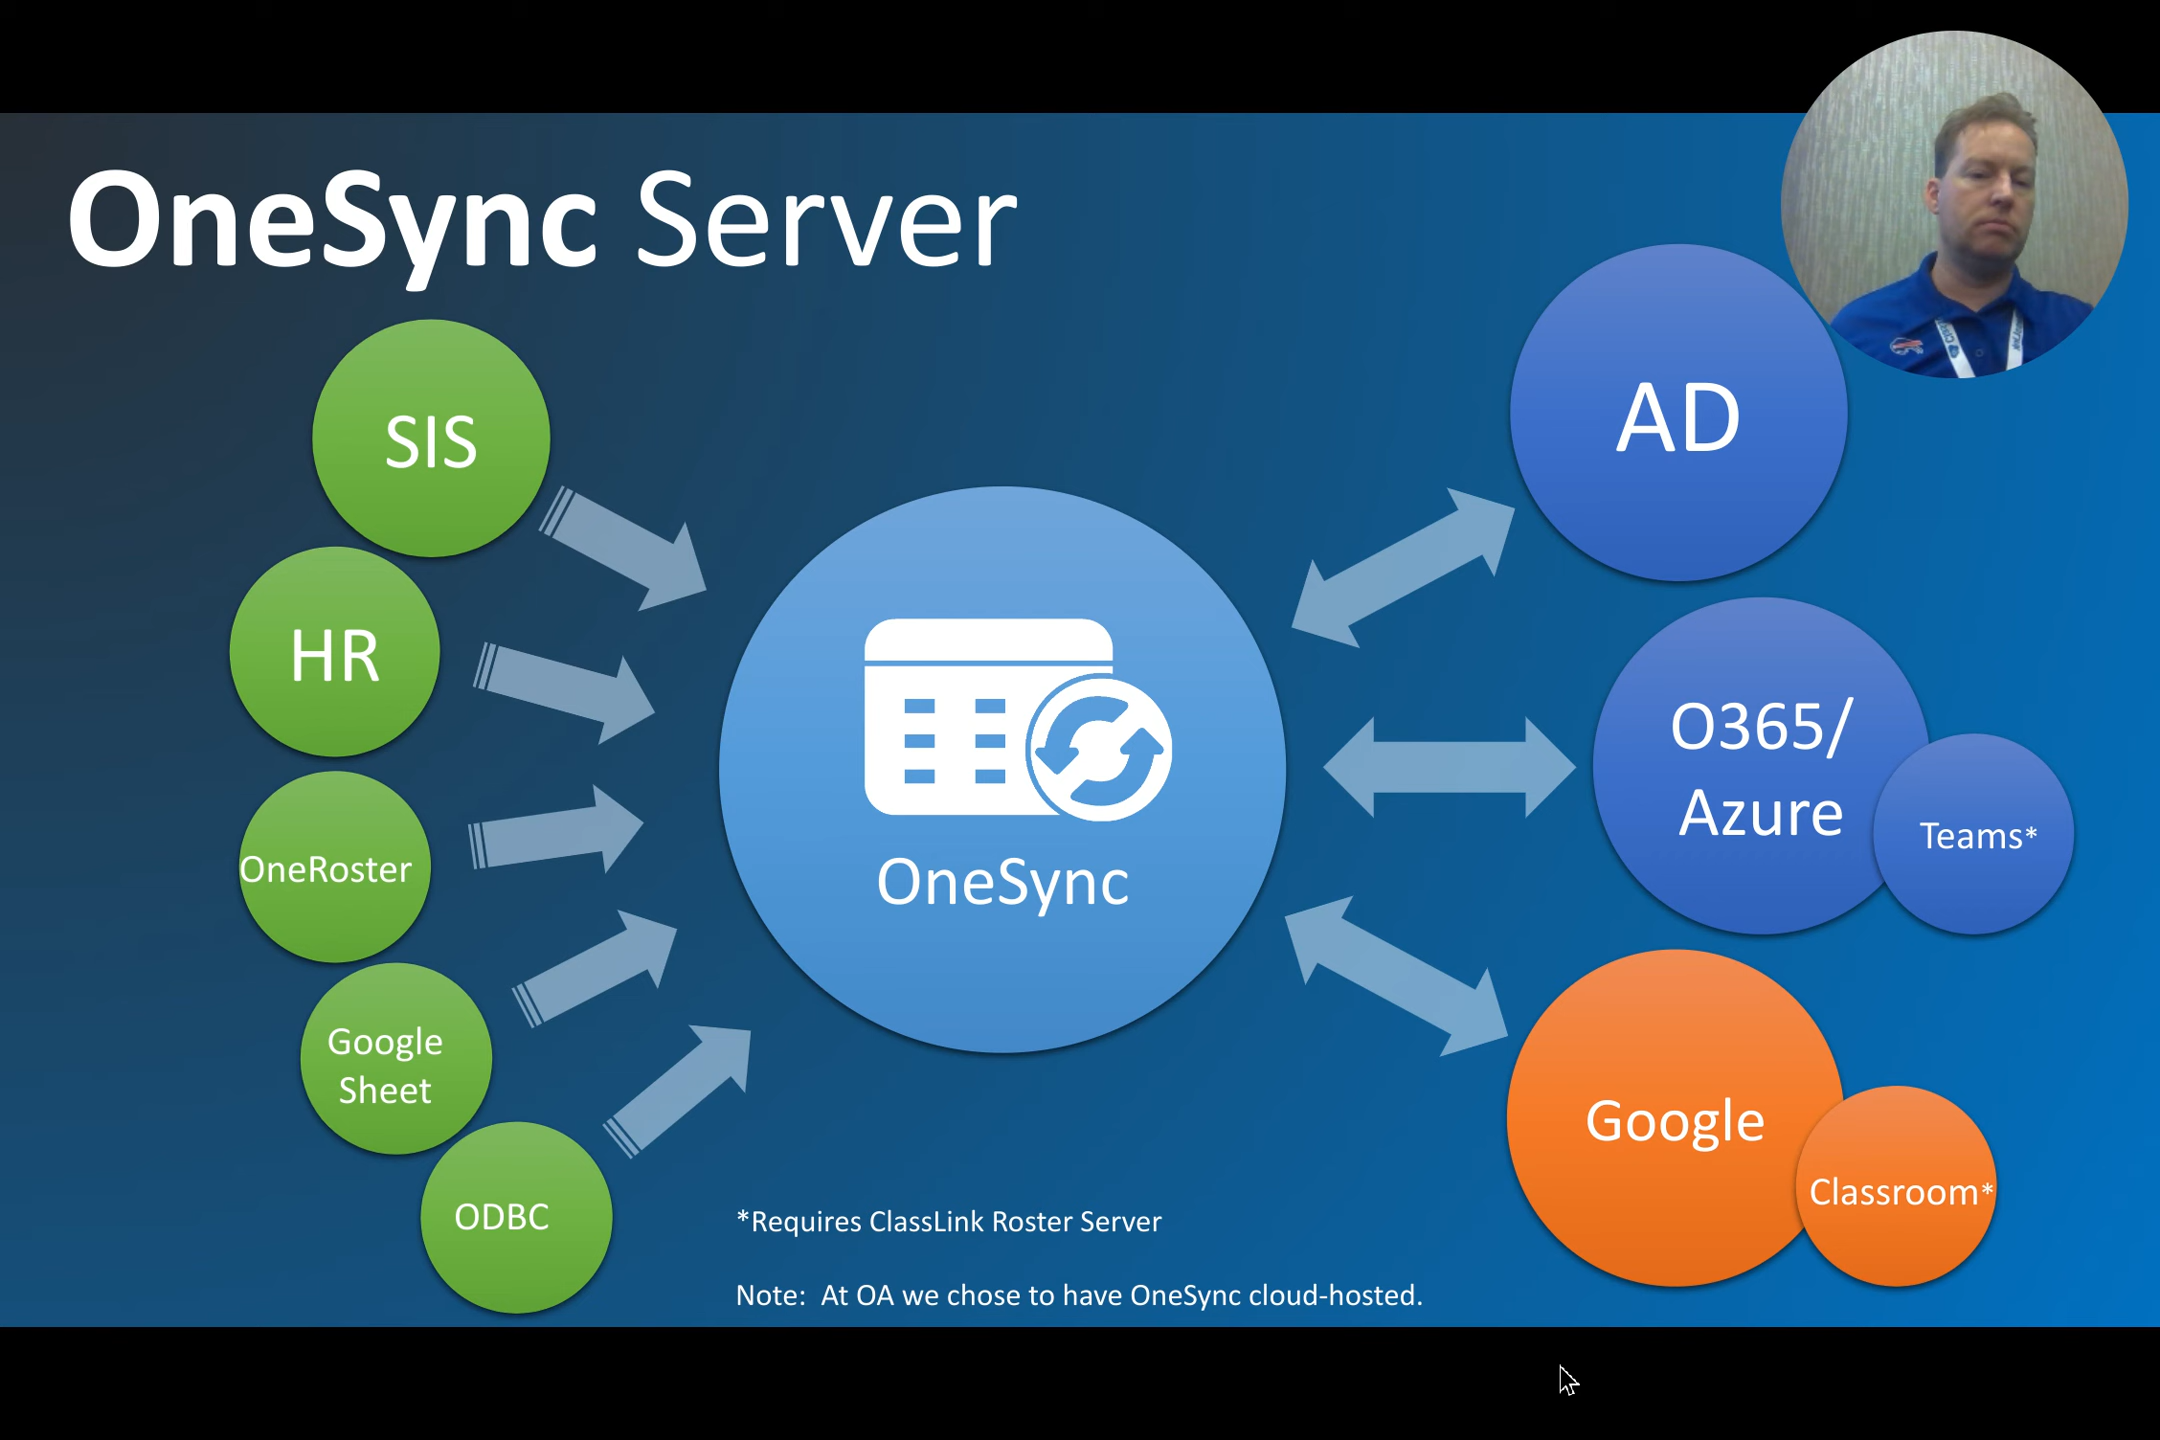 OneSync Server
SIS
HR
OneRoster
Google
Sheet
ODBC
OneSync
AD
O365/
Azure
Teams*
Google
Classroom*
*Requires ClassLink Roster Server
Note:  At OA we chose to have OneSync cloud-hosted.